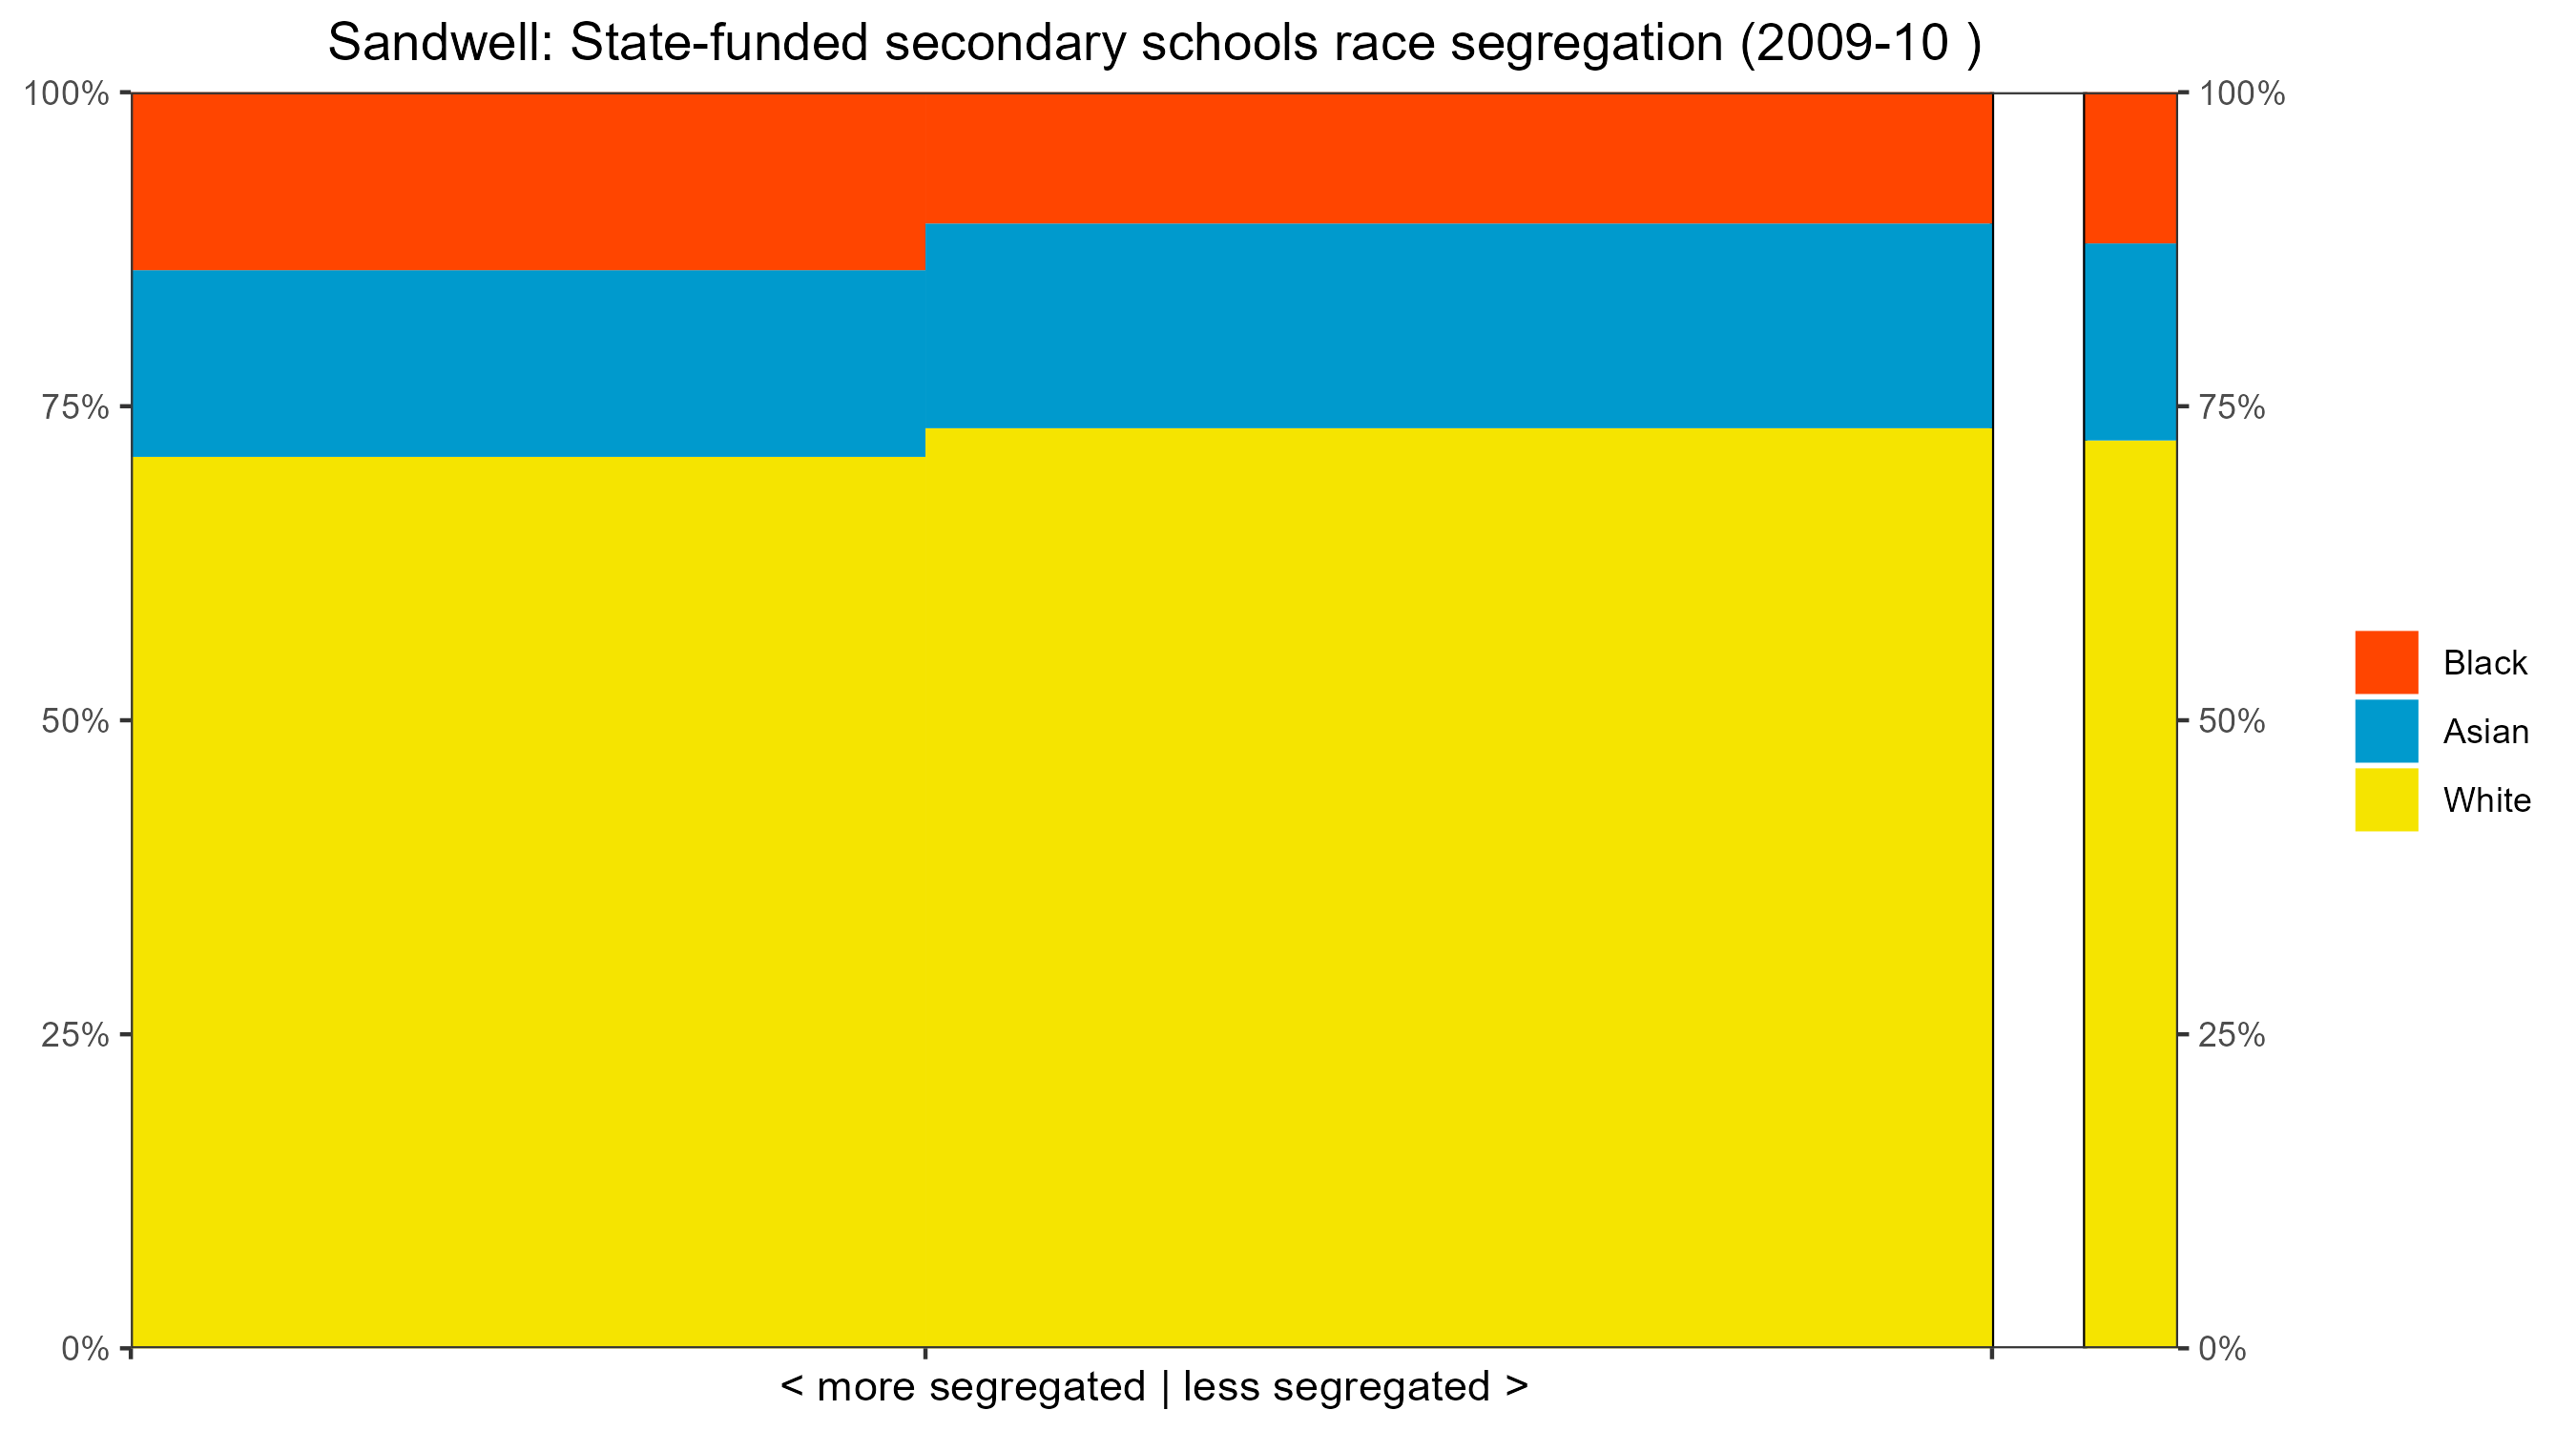 Sandwell: State-funded secondary schools race segregation (2009-10 )
100%
75%
50%
25%
0%
100%
75%
50%
25%
0%
Black
Asian
White
< more segregated | less segregated >